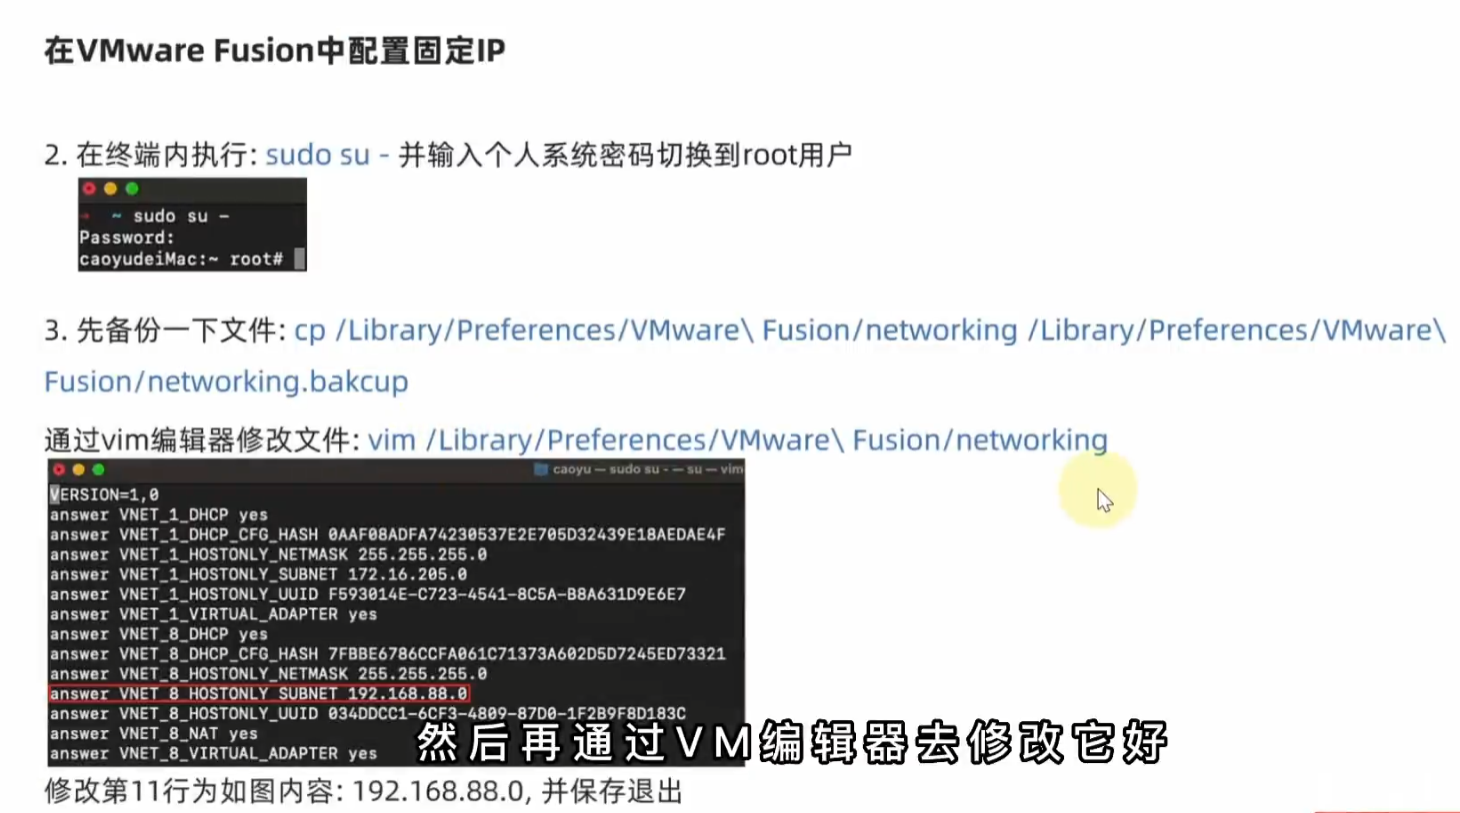 在VMware Fusion中配置固定IP
2. 在终端内执行: sudo su - 并输入个人系统密码切换到root用户
~ sudo su -
Password:
caoyudeiMac:~ root#
3. 先备份一下文件: cp /Library/Preferences/VMware\ Fusion/networking /Library/Preferences/VMware\
Fusion/networking.bakcup
通过vim编辑器修改文件: vim /Library/Preferences/VMware\ Fusion/networking
caoyu — sudo su - — su — vim
VERSION=1,0
answer VNET_1_DHCP yes
answer VNET_1_DHCP_CFG_HASH 0AAF08ADFA74230537E2E705D32439E18AEDAE4F
answer VNET_1_HOSTONLY_NETMASK 255.255.255.0
answer VNET_1_HOSTONLY_SUBNET 172.16.205.0
answer VNET_1_HOSTONLY_UUID F593014E-C723-4541-8C5A-B8A631D9E6E7
answer VNET_1_VIRTUAL_ADAPTER yes
answer VNET_8_DHCP yes
answer VNET_8_DHCP_CFG_HASH 7FBBE6786CCFA061C71373A602D5D7245ED73321
answer VNET_8_HOSTONLY_NETMASK 255.255.255.0
answer VNET_8_HOSTONLY_SUBNET 192.168.88.0
answer VNET_8_HOSTONLY_UUID 034DDCC1-6CF3-4809-87D0-1F2B9F8D183C
answer VNET_8_NAT yes
answer VNET_8_VIRTUAL_ADAPTER yes
然后再通过VM编辑器去修改它好
修改第11行为如图内容: 192.168.88.0, 并保存退出